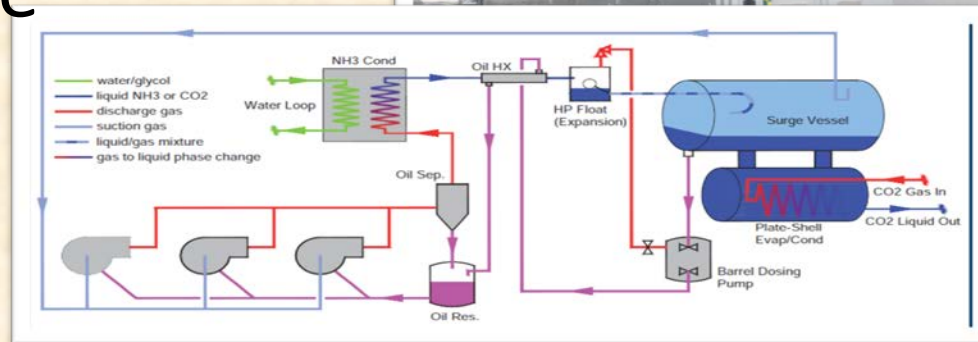 C
water/glycol
liquid NH3 or CO2
discharge gas
suction gas
liquid/gas mixture
gas to liquid phase change
NH3 Cond
Water Loop
Oil HX
HP Float
(Expansion)
Surge Vessel
CO2 Gas In
CO2 Liquid Out
Plate-Shell
Evap/Cond
Oil Sep.
Barrel Dosing
Pump
Oil Res.